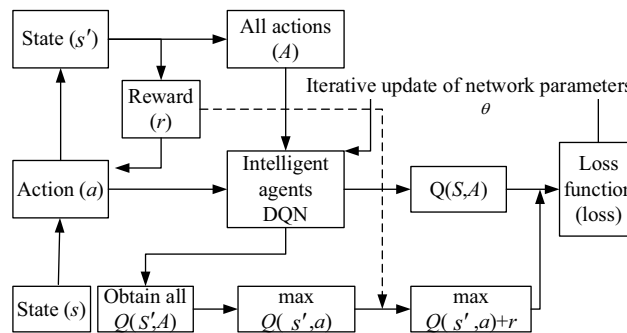 State (s′)
All actions
(A)
Reward
(r)
Iterative update of network parameters
θ
Action (a)
Intelligent
agents
DQN
Q(S,A)
Loss
function
(loss)
State (s)
Obtain all
Q(S′,A)
max
Q( s′,a)
max
Q( s′,a)+r